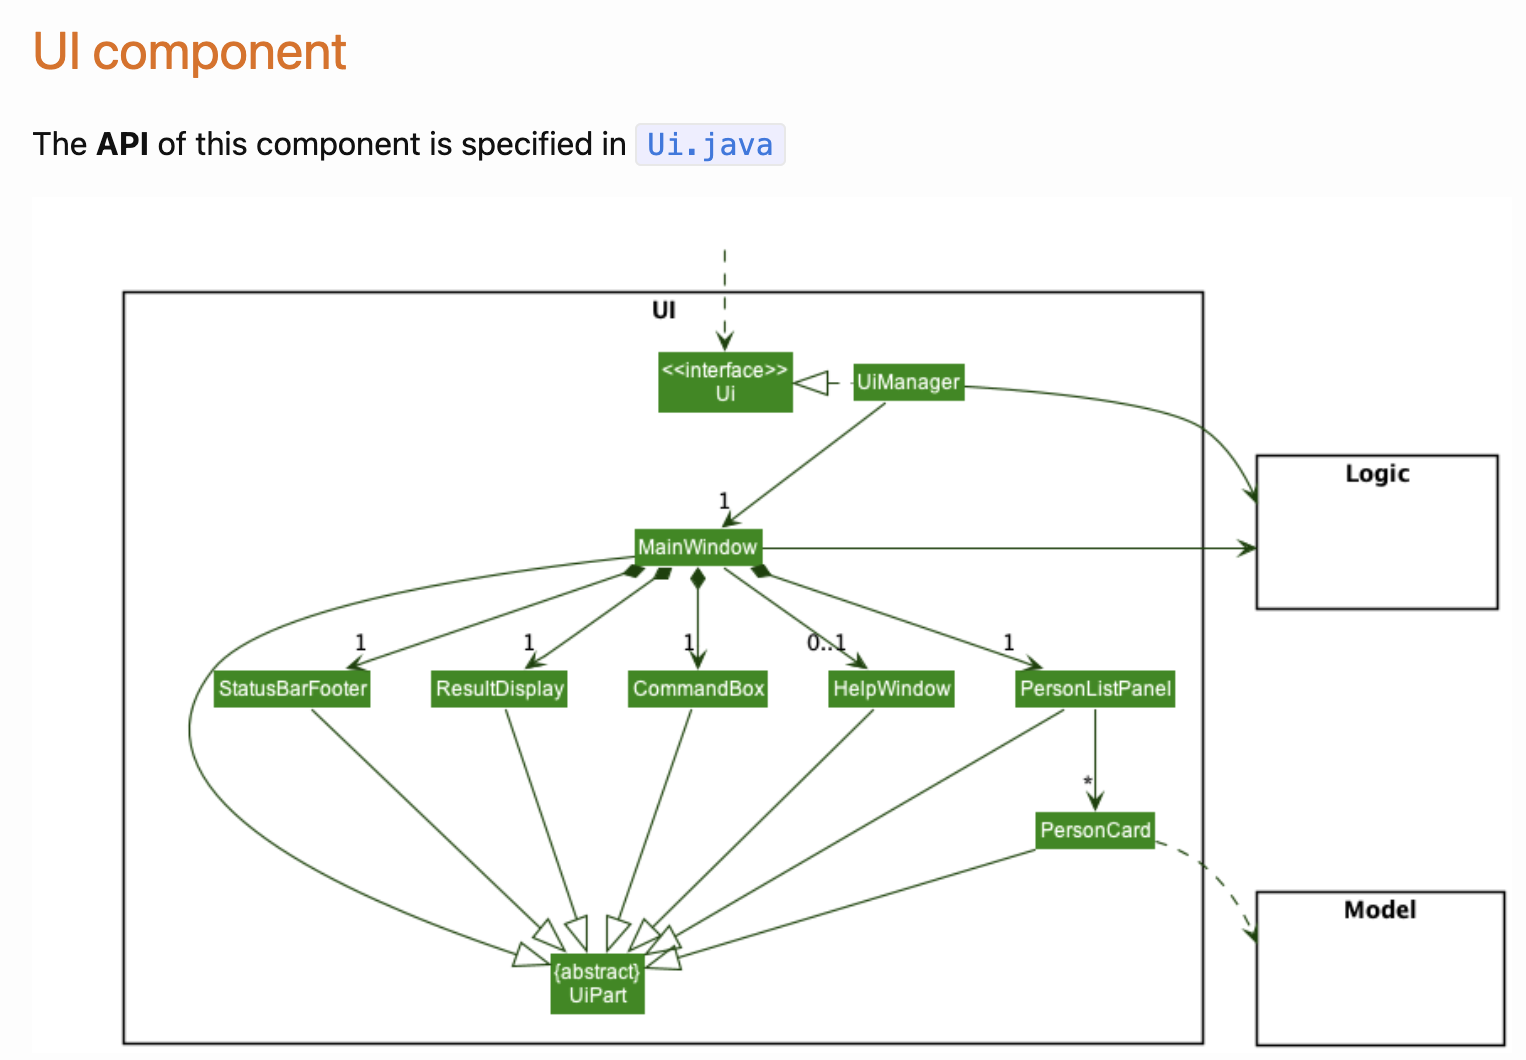 UI component
The API of this component is specified in Ui.java
UI
<<interface>>
Ui
UiManager
Logic
1
MainWindow
1
1
1
0..1
1
StatusBarFooter
ResultDisplay
CommandBox
HelpWindow
PersonListPanel
*
PersonCard
Model
{abstract}
UiPart